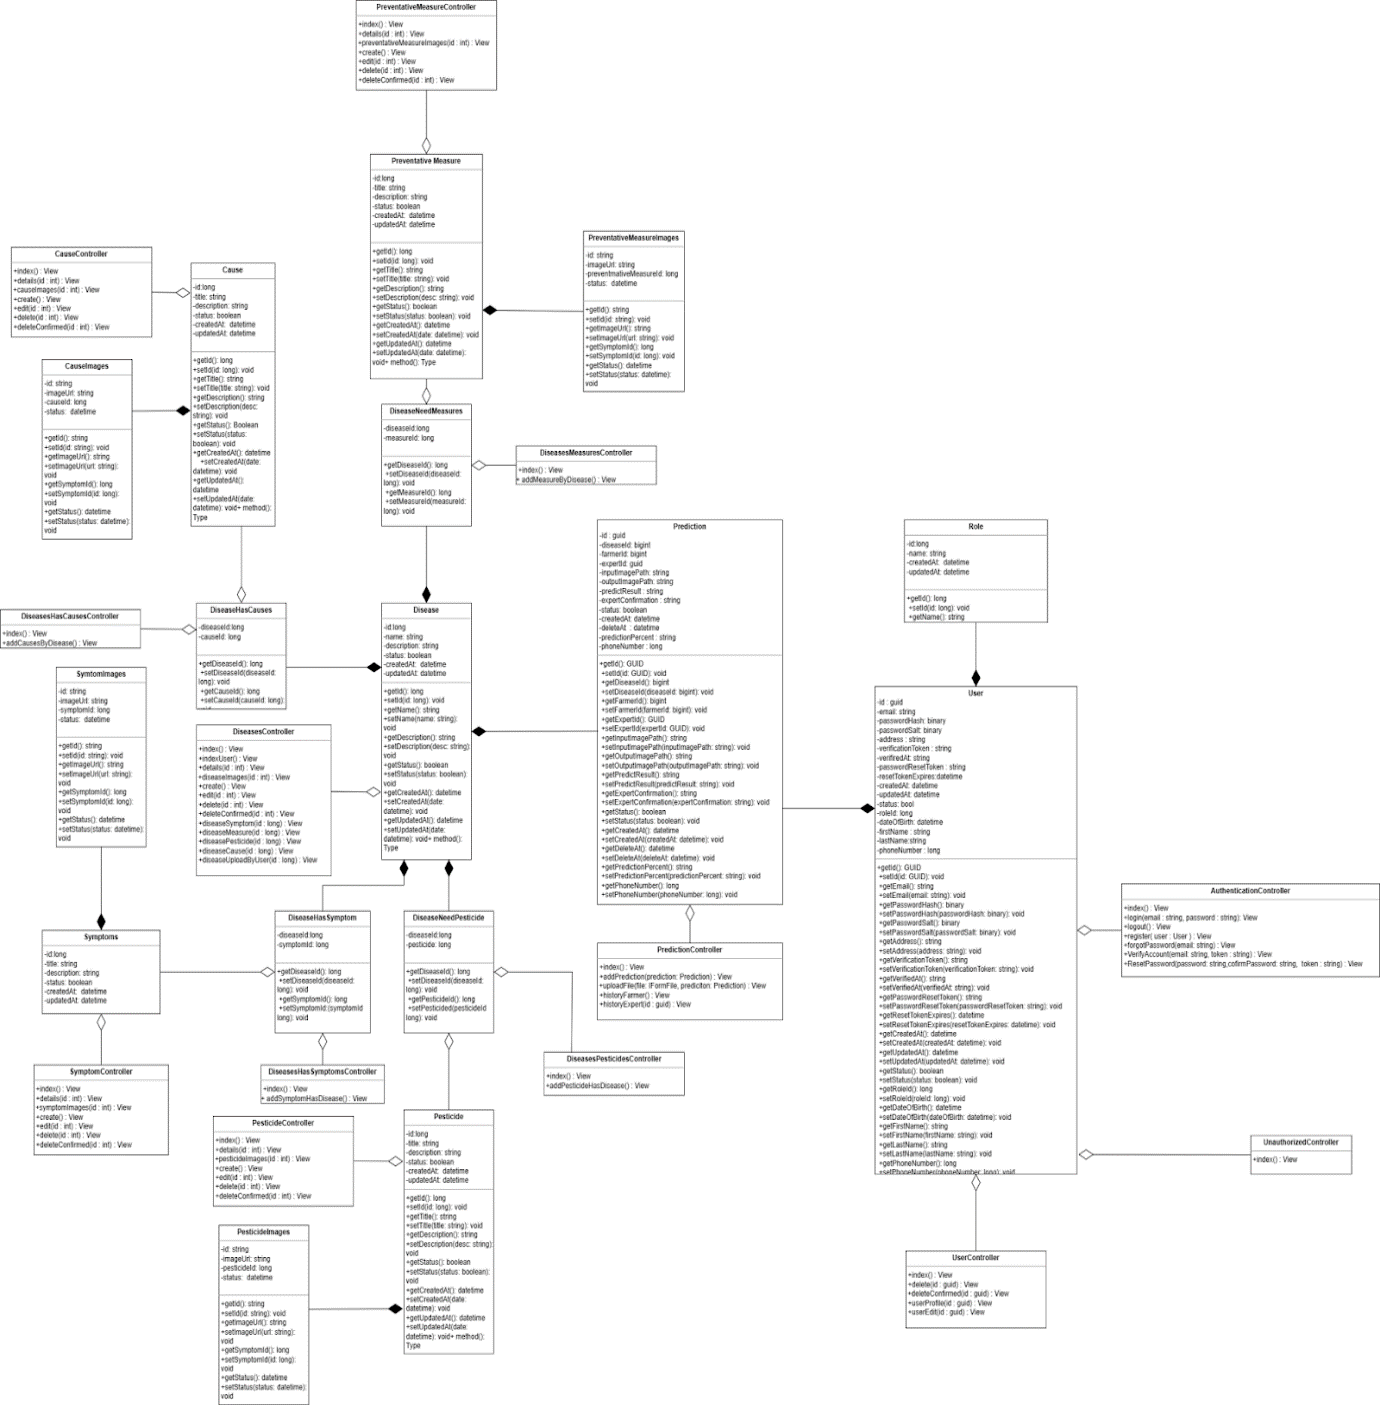 PreventativeMeasureController
+index() : View
+details(id : int) : View
+preventativeMeasureImages(id : int) : View
+create() : View
+edit(id : int) : View
+delete(id : int) : View
+deleteConfirmed(id : int) : View
Preventative Measure
-id:long
-title: string
-description: string
-status: boolean
-createdAt: datetime
-updatedAt: datetime
+getId(): long
+setId(id: long): void
+getTitle(): string
+setTitle(title: string): void
+getDescription(): string
+setDescription(desc: string): void
+getStatus(): boolean
+setStatus(status: boolean): void
+getCreatedAt(): datetime
+setCreatedAt(date: datetime): void
+getUpdatedAt(): datetime
+setUpdatedAt(date: datetime):
void+ method(): Type
PreventativeMeasureImages
-id: string
-imageUrl: string
-preventmativeMeasureId: long
-status: datetime
+getId(): string
+setId(id: string): void
+getImageUrl(): string
+setImageUrl(url: string): void
+getSymptomId(): long
+setSymptomId(id: long): void
+getStatus(): datetime
+setStatus(status: datetime):
void
CauseController
+index() : View
+details(id : int) : View
+causeImages(id : int) : View
+create() : View
+edit(id : int) : View
+delete(id : int) : View
+deleteConfirmed(id : int) : View
Cause
-id:long
-title: string
-description: string
-status: boolean
-createdAt: datetime
-updatedAt: datetime
+getId(): long
+setId(id: long): void
+getTitle(): string
+setTitle(title: string): void
+getDescription(): string
+setDescription(desc:
string): void
+getStatus(): Boolean
+setStatus(status:
boolean): void
+getCreatedAt(): datetime
+setCreatedAt(date:
datetime): void
+getUpdatedAt():
datetime
+setUpdatedAt(date:
datetime): void+ method():
Type
CauseImages
-id: string
-imageUrl: string
-causeId: long
-status: datetime
+getId(): string
+setId(id: string): void
+getImageUrl(): string
+setImageUrl(url: string):
void
+getSymptomId(): long
+setSymptomId(id: long):
void
+getStatus(): datetime
+setStatus(status: datetime):
void
DiseaseNeedMeasures
-diseaseId:long
-measureId: long
+getDiseaseId(): long
+setDiseaseId(diseaseId:
long): void
+getMeasureId(): long
+setMeasureId(measureId:
long): void
DiseasesMeasuresController
+index() : View
+ addMeasureByDisease() : View
Prediction
-id : guid
-diseaseId: bigint
-farmerId: bigint
-expertId: guid
-inputImagePath: string
-outputImagePath: string
-predictResult : string
-expertConfirmation : string
-status: boolean
-createdAt: datetime
-deleteAt : datetime
-predictionPercent : string
-phoneNumber : long
+getId(): GUID
+setId(id: GUID): void
+getDiseaseId(): bigint
+setDiseaseId(diseaseId: bigint): void
+getFarmerId(): bigint
+setFarmerId(farmerId: bigint): void
+getExpertId(): GUID
+setExpertId(expertId: GUID): void
+getInputImagePath(): string
+setInputImagePath(inputImagePath: string): void
+getOutputImagePath(): string
+setOutputImagePath(outputImagePath: string): void
+getPredictResult(): string
+setPredictResult(predictResult: string): void
+getExpertConfirmation(): string
+setExpertConfirmation(expertConfirmation: string): void
+getStatus(): boolean
+setStatus(status: boolean): void
+getCreatedAt(): datetime
+setCreatedAt(createdAt: datetime): void
+getDeleteAt(): datetime
+setDeleteAt(deleteAt: datetime): void
+getPredictionPercent(): string
+setPredictionPercent(predictionPercent: string): void
+getPhoneNumber(): long
+setPhoneNumber(phoneNumber: long): void
Role
-id:long
-name: string
-createdAt: datetime
-updatedAt: datetime
+getId(): long
+setId(id: long): void
+getName(): string
DiseasesHasCausesController
+index() : View
+addCausesByDisease() : View
DiseaseHasCauses
-diseaseId:long
-causeId: long
+getDiseaseId(): long
+setDiseaseId(diseaseId:
long): void
+getCauseId(): long
+setCauseId(causeId: long):
Disease
-id:long
-name: string
-description: string
-status: boolean
-createdAt: datetime
-updatedAt: datetime
+getId(): long
+setId(id: long): void
+getName(): string
+setName(name: string):
void
+getDescription(): string
+setDescription(desc: string):
void
+getStatus(): boolean
+setStatus(status: boolean):
void
+getCreatedAt(): datetime
+setCreatedAt(date:
datetime): void
+getUpdatedAt(): datetime
+setUpdatedAt(date:
datetime): void+ method():
Type
SymtomImages
-id: string
-imageUrl: string
-symptomId: long
-status: datetime
+getId(): string
+setId(id: string): void
+getImageUrl(): string
+setImageUrl(url: string):
void
+getSymptomId(): long
+setSymptomId(id: long):
void
+getStatus(): datetime
+setStatus(status: datetime):
void
DiseasesController
+index() : View
+indexUser() : View
+details(id : int) : View
+diseaseImages(id : int) : View
+create() : View
+edit(id : int) : View
+delete(id : int) : View
+deleteConfirmed(id : int) : View
+diseaseSymptom(id : long) : View
+diseaseMeasure(id : long) : View
+diseasePesticide(id : long) : View
+diseaseCause(id : long) : View
+diseaseUploadByUser(id : long) : View
User
-id : guid
-email: string
-passwordHash: binary
-passwordSalt: binary
-address : string
-verificationToken : string
-verifiredAt: string
-passwordResetToken : string
-resetTokenExpires:datetime
-createdAt: datetime
-updatedAt: datetime
-status: bool
-roleId: long
-dateOfBirth: datetime
-firstName : string
-lastName:string
-phoneNumber : long
+getId(): GUID
+setId(id: GUID): void
+getEmail(): string
+setEmail(email: string): void
+getPasswordHash(): binary
+setPasswordHash(passwordHash: binary): void
+getPasswordSalt(): binary
+setPasswordSalt(passwordSalt: binary): void
+getAddress(): string
+setAddress(address: string): void
+getVerificationToken(): string
+setVerificationToken(verificationToken: string): void
+getVerifiedAt(): string
+setVerifiedAt(verifiedAt: string): void
+getPasswordResetToken(): string
+setPasswordResetToken(passwordResetToken: string): void
+getResetTokenExpires(): datetime
+setResetTokenExpires(resetTokenExpires: datetime): void
+getCreatedAt(): datetime
+setCreatedAt(createdAt: datetime): void
+getUpdatedAt(): datetime
+setUpdatedAt(updatedAt: datetime): void
+getStatus(): boolean
+setStatus(status: boolean): void
+getRoleId(): long
+setRoleId(roleId: long): void
+getDateOfBirth(): datetime
+setDateOfBirth(dateOfBirth: datetime): void
+getFirstName(): string
+setFirstName(firstName: string): void
+getLastName(): string
+setLastName(lastName: string): void
+getPhoneNumber(): long
+setPhoneNumber(phoneNumber: long): void
AuthenticationController
+index() : View
+login(email : string, password : string): View
+logout() : View
+register( user : User ) : View
+forgotPassword(email: string) : View
+VerifyAccount(email: string, token : string) : View
+ResetPassword(password: string,cofirmPassword: string, token : string) : View
DiseaseHasSymptom
-diseaseId:long
-symtomId: long
+getDiseaseId(): long
+setDiseaseId(diseaseId:
long): void
+getSymptomId(): long
+setSymptomId:(symptomId
long): void
DiseaseNeedPesticide
-diseaseId:long
-pesticide: long
+getDiseaseId(): long
+setDiseaseId(diseaseId:
long): void
+getPesticideId(): long
+setPesticied(pesticideId
long): void
Symptoms
-id:long
-title: string
-description: string
-status: boolean
-createdAt: datetime
-updatedAt: datetime
PredictionController
+index() : View
+addPrediction(prediction: Prediction) : View
+uploadFile(file: IFormFile, prediciton: Prediction) : View
+historyFarmer() : View
+historyExpert(id : guid) : View
SymptomController
+index() : View
+details(id : int) : View
+symptomImages(id : int) : View
+create() : View
+edit(id : int) : View
+delete(id : int) : View
+deleteConfirmed(id : int) : View
DiseasesHasSymptomsController
+index() : View
+ addSymptomHasDisease() : View
DiseasesPesticidesController
+index() : View
+addPesticideHasDisease() : View
PesticideController
+index() : View
+details(id : int) : View
+pesticideImages(id : int) : View
+create() : View
+edit(id : int) : View
+delete(id : int) : View
+deleteConfirmed(id : int) : View
Pesticide
-id:long
-title: string
-description: string
-status: boolean
-createdAt: datetime
-updatedAt: datetime
+getId(): long
+setId(id: long): void
+getTitle(): string
+setTitle(title: string): void
+getDescription(): string
+setDescription(desc: string):
void
+getStatus(): boolean
+setStatus(status: boolean):
void
+getCreatedAt(): datetime
+setCreatedAt(date:
datetime): void
+getUpdatedAt(): datetime
+setUpdatedAt(date:
datetime): void+ method():
Type
UnauthorizedController
+index() : View
PesticideImages
-id: string
-imageUrl: string
-pesticideId: long
-status: datetime
+getId(): string
+setId(id: string): void
+getImageUrl(): string
+setImageUrl(url: string):
void
+getSymptomId(): long
+setSymptomId(id: long):
void
+getStatus(): datetime
+setStatus(status: datetime):
void
UserController
+index() : View
+delete(id : guid) : View
+deleteConfirmed(id : guid) : View
+userProfile(id : guid) : View
+userEdit(id : guid) : View